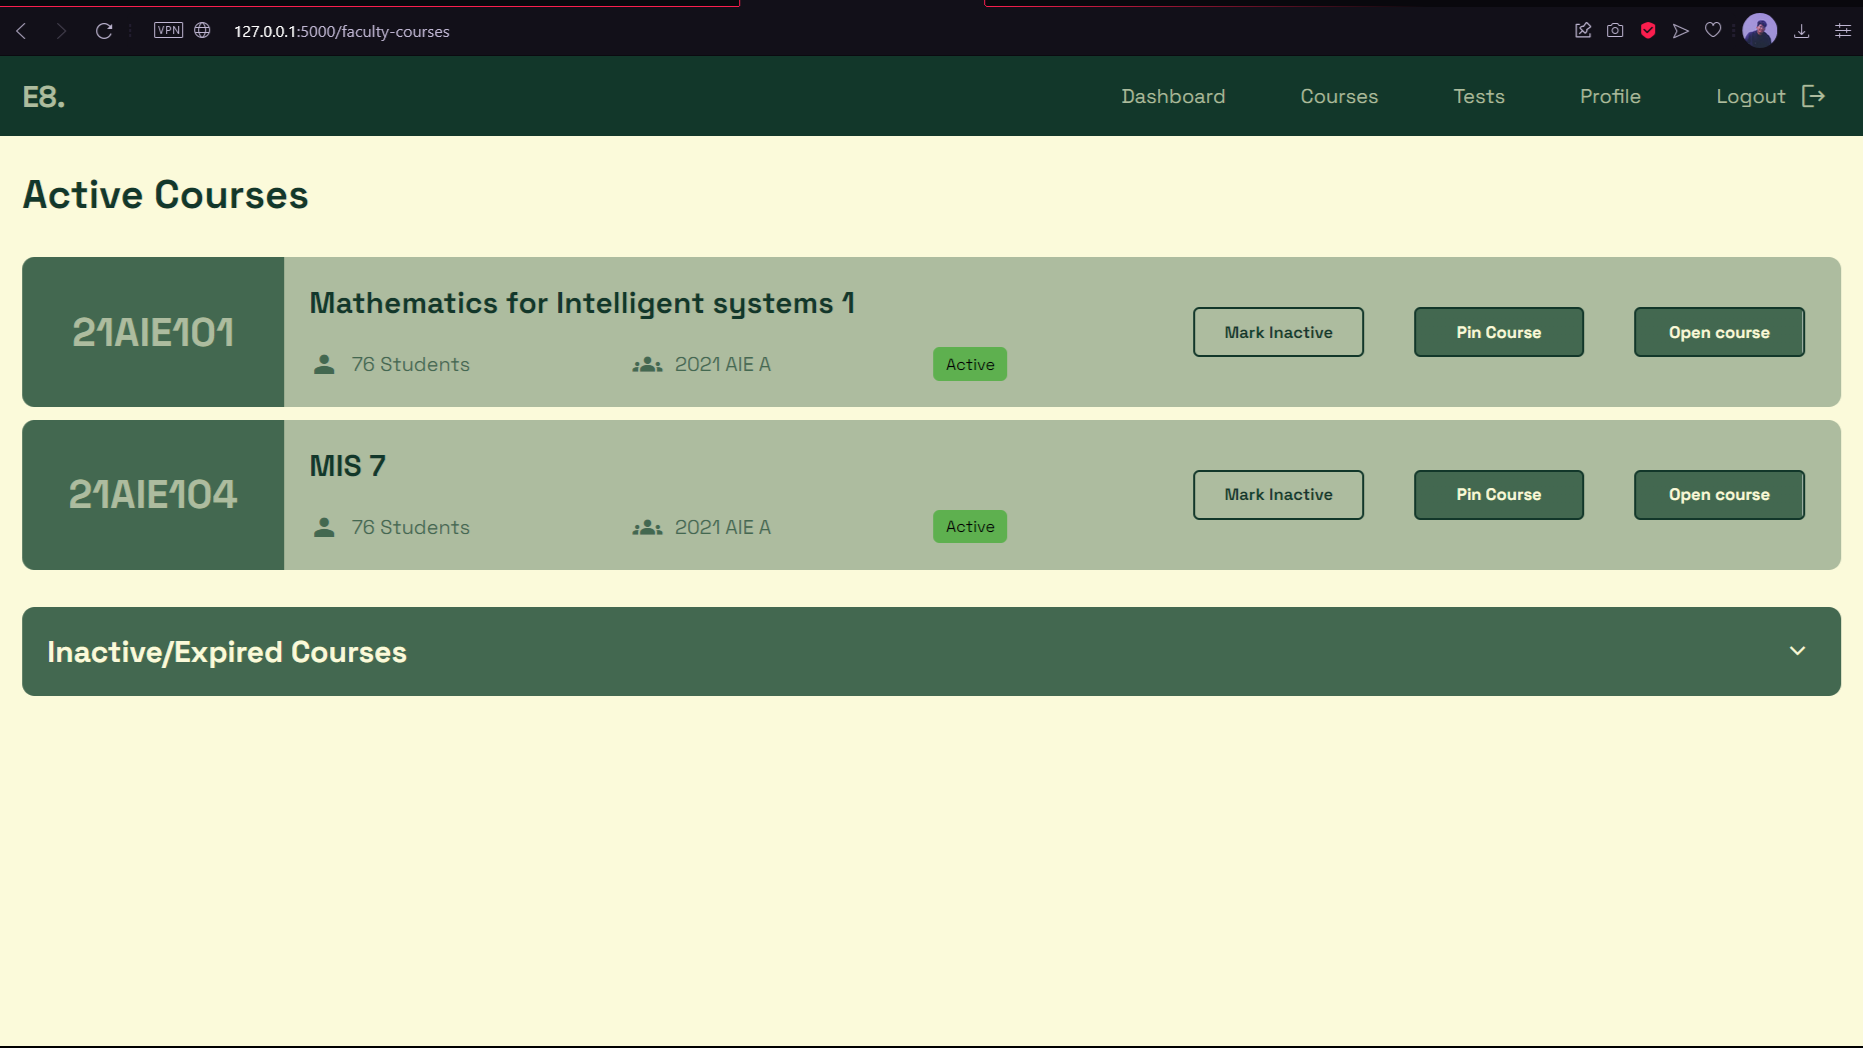 VPN 127.0.0.1:5000/faculty-courses
E8. Dashboard Courses Tests Profile Logout
Active Courses
21AIE101
Mathematics for Intelligent systems 1
76 Students 2021 AIE A Active
Mark Inactive Pin Course Open course
21AIE104
MIS 7
76 Students 2021 AIE A Active
Mark Inactive Pin Course Open course
Inactive/Expired Courses